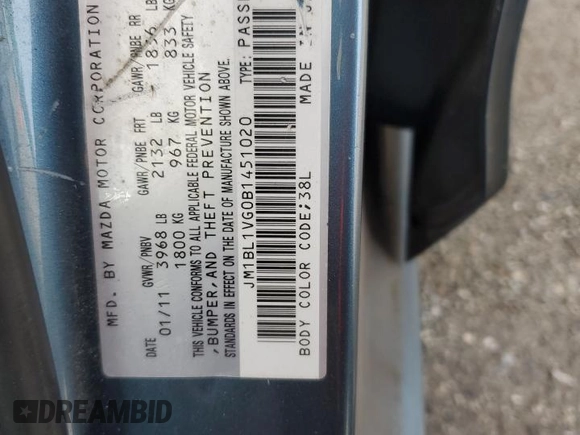 MFD. BY MAZDA MOTOR CORPORATION
DATE GVWR/PNBV GAWR/PNBE FRT GAWR/PNBE RR
01/11 3968 LB 2132 LB 1836 LB
1800 KG 967 KG 833 KG
THIS VEHICLE CONFORMS TO ALL APPLICABLE FEDERAL MOTOR VEHICLE SAFETY
, BUMPER, AND THEFT PREVENTION
STANDARDS IN EFFECT ON THE DATE OF MANUFACTURE SHOWN ABOVE.
JM1BL1VG0B1451020 TYPE:
BODY COLOR CODE;38L MADE IN
DREAMBID